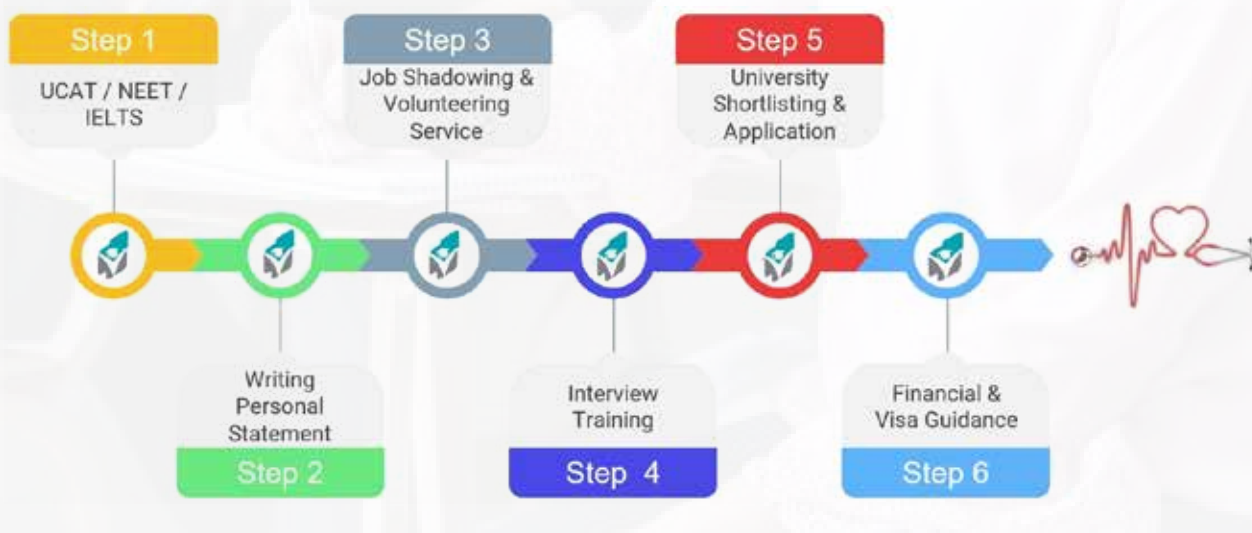 Step 1
UCAT / NEET /
IELTS
Writing
Personal
Statement
Step 2
Step 3
Job Shadowing &
Volunteering
Service
Interview
Training
Step 4
Step 5
University
Shortlisting &
Application
Financial &
Visa Guidance
Step 6